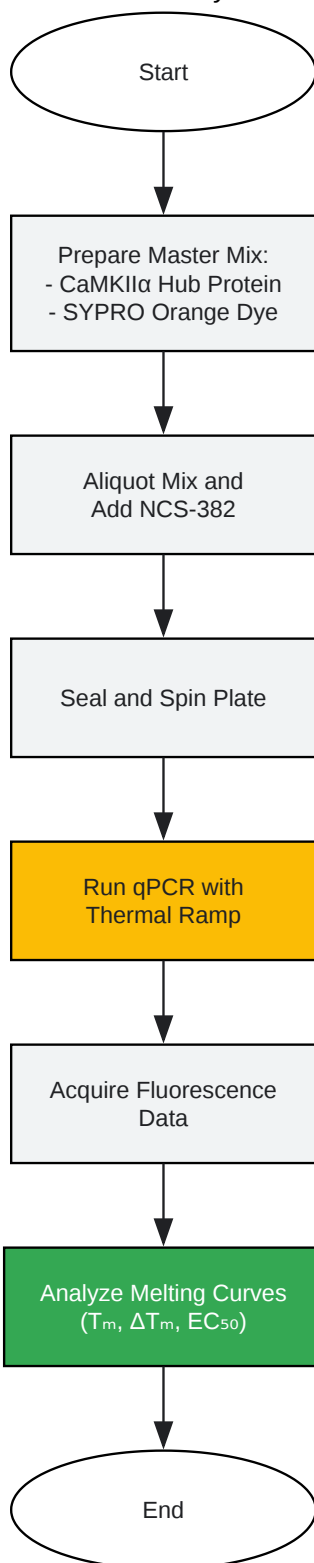 Start
Prepare Master Mix:
- CaMKIIα Hub Protein
- SYPRO Orange Dye
Aliquot Mix and
Add NCS-382
Seal and Spin Plate
Run qPCR with
Thermal Ramp
Acquire Fluorescence
Data
Analyze Melting Curves
(Tₘ, ΔTₘ, EC₅₀)
End